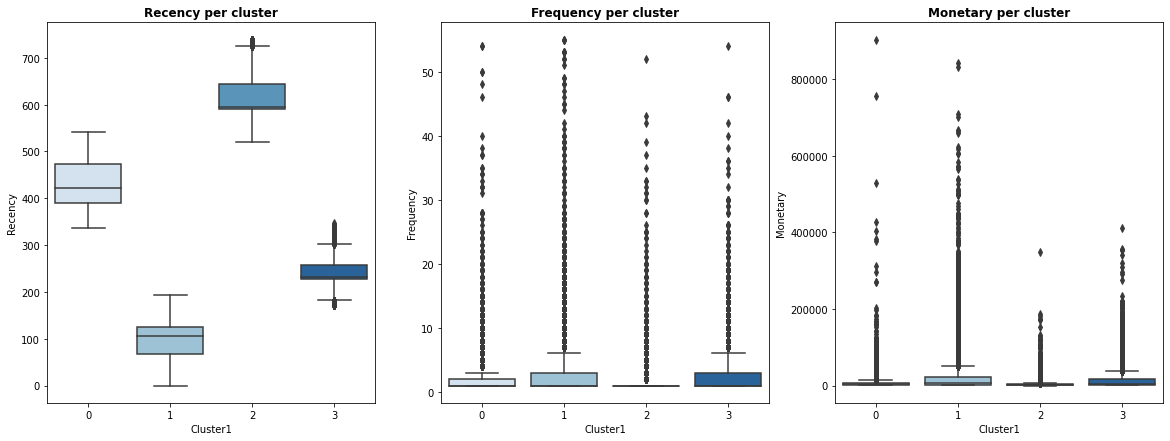 Recency per cluster
Recency
700
600
500
400
300
200
100
0
0 1 2 3
Cluster1
Frequency per cluster
Frequency
50
40
30
20
10
0
0 1 2 3
Cluster1
Monetary per cluster
Monetary
800000
600000
400000
200000
0
0 1 2 3
Cluster1